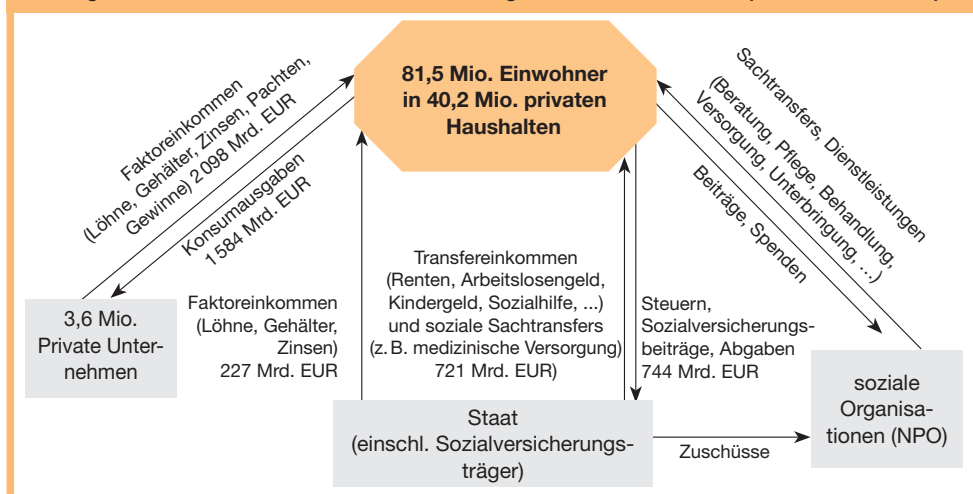 81,5 Mio. Einwohner
in 40,2 Mio. privaten
Haushalten
Faktoreinkommen
(Löhne, Gehälter, Zinsen, Pachten,
Gewinne) 2 098 Mrd. EUR
Konsumausgaben
1 584 Mrd. EUR
Sachtransfers, Dienstleistungen
(Beratung, Pflege, Behandlung,
Versorgung, Unterbringung, ...)
Beiträge, Spenden
3,6 Mio.
Private Unter-
nehmen
Faktoreinkommen
(Löhne, Gehälter,
Zinsen)
227 Mrd. EUR
Transfereinkommen
(Renten, Arbeitslosengeld,
Kindergeld, Sozialhilfe, ...)
und soziale Sachtransfers
(z. B. medizinische Versorgung)
721 Mrd. EUR)
Steuern,
Sozialversicherungs-
beiträge, Abgaben
744 Mrd. EUR
soziale
Organisa-
tionen (NPO)
Staat
(einschl. Sozialversicherungs-
träger)
Zuschüsse